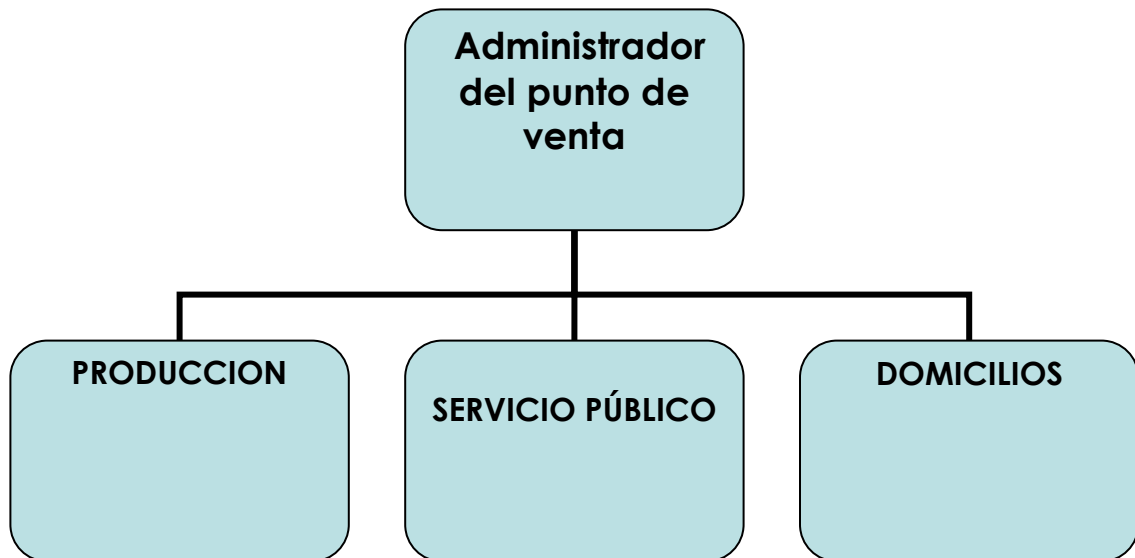 Administrador
del punto de
venta
PRODUCCION
SERVICIO PÚBLICO
DOMICILIOS